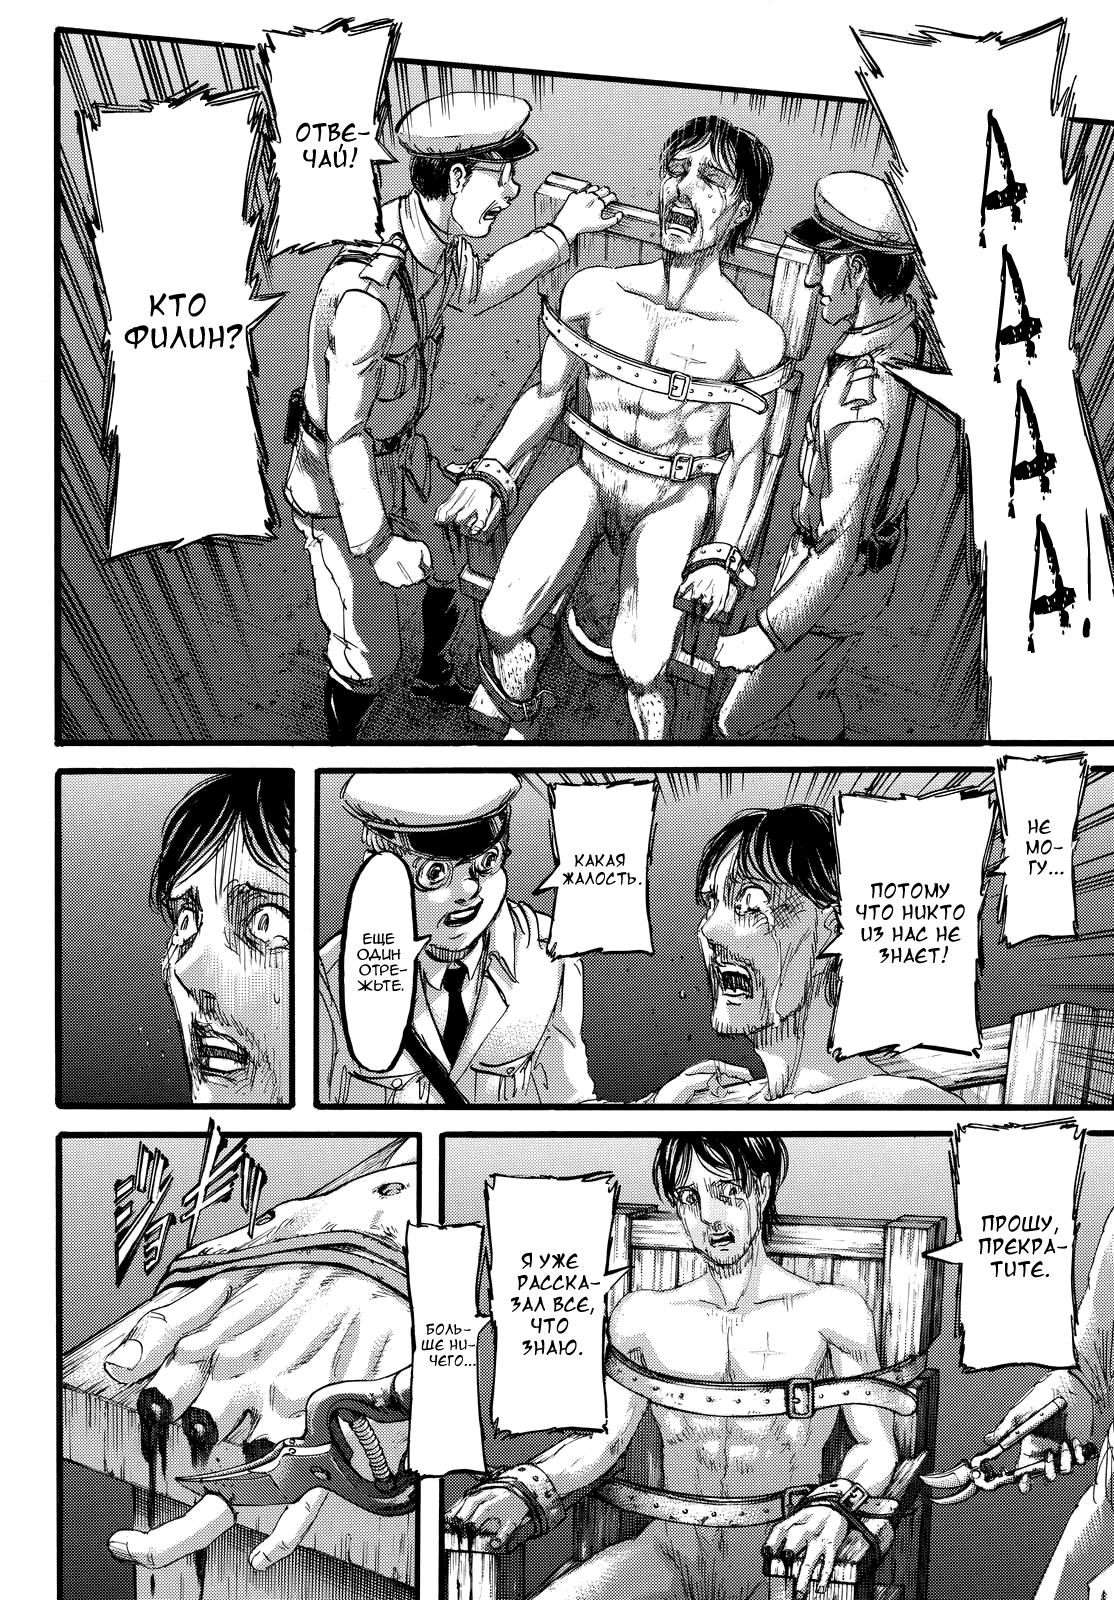 А
А
А
А!
ОТВЕ-
ЧАЙ!
КТО
ФИЛИН?
НЕ
МО-
ГУ...
ПОТОМУ
ЧТО НИКТО
ИЗ НАС НЕ
ЗНАЕТ!
КАКАЯ
ЖАЛОСТЬ.
ЕЩЕ
ОДИН
ОТРЕ-
ЖЬТЕ.
ПРОШУ,
ПРЕКРА-
ТИТЕ.
Я УЖЕ
РАССКА-
ЗАЛ ВСЕ,
ЧТО
ЗНАЮ.
БОЛЬ-
ШЕ НИ-
ЧЕГО...